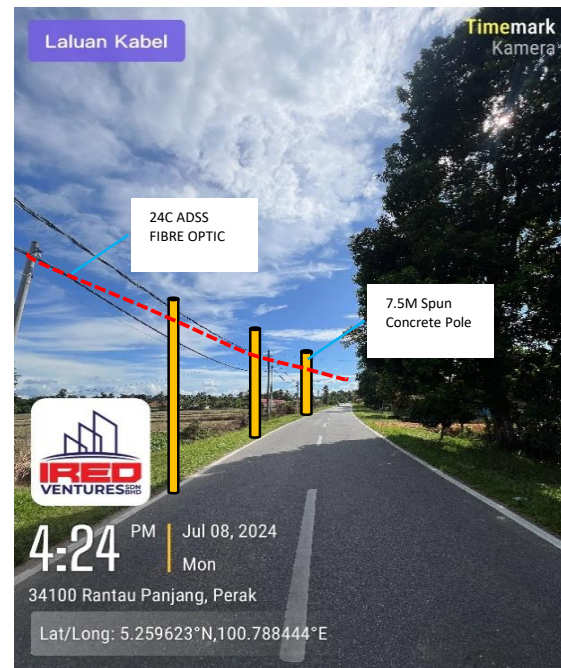 Laluan Kabel
Timemark
Kamera
24C ADSS
FIBRE OPTIC
7.5M Spun
Concrete Pole
IRED
VENTURES SDN BHD
4:24 PM
Jul 08, 2024
Mon
34100 Rantau Panjang, Perak
Lat/Long: 5.259623°N,100.788444°E